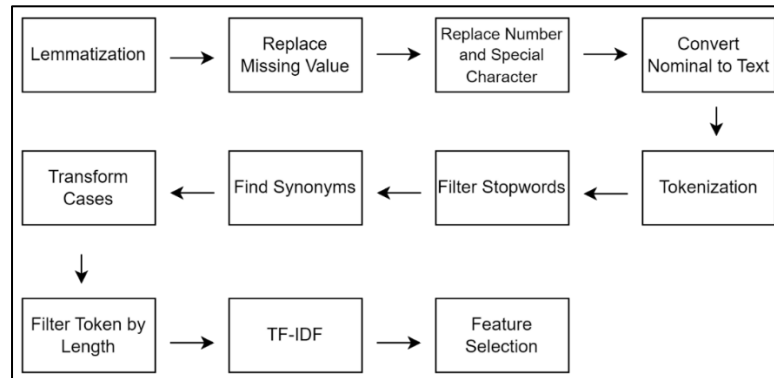 Lemmatization
Replace
Missing Value
Replace Number
and Special
Character
Convert
Nominal to Text
Tokenization
Filter Stopwords
Find Synonyms
Transform
Cases
Filter Token by
Length
TF-IDF
Feature
Selection